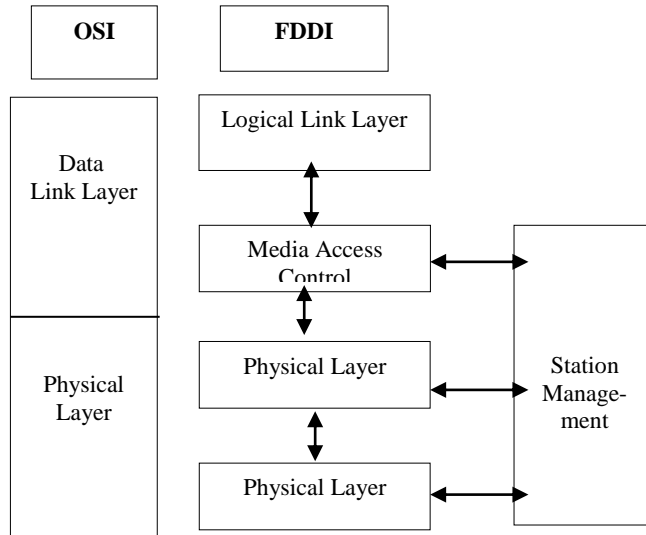 OSI
FDDI
Logical Link Layer
Data
Link Layer
Media Access
Control
Physical Layer
Physical
Layer
Station
Manage-
ment
Physical Layer